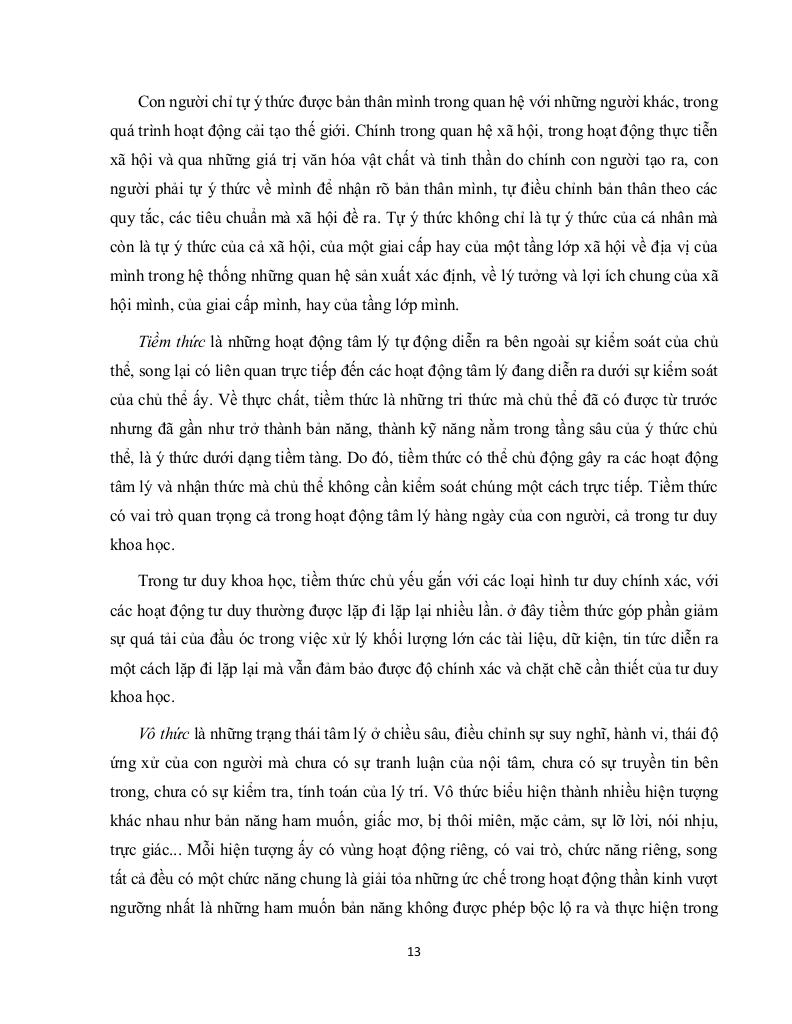 Con người chỉ tự ý thức được bản thân mình trong quan hệ với những người khác, trong
quá trình hoạt động cải tạo thế giới. Chính trong quan hệ xã hội, trong hoạt động thực tiễn
xã hội và qua những giá trị văn hóa vật chất và tinh thần do chính con người tạo ra, con
người phải tự ý thức về mình để nhận rõ bản thân mình, tự điều chỉnh bản thân theo các
quy tắc, các tiêu chuẩn mà xã hội đề ra. Tự ý thức không chỉ là tự ý thức của cá nhân mà
còn là tự ý thức của cả xã hội, của một giai cấp hay của một tầng lớp xã hội về địa vị của
mình trong hệ thống những quan hệ sản xuất xác định, về lý tưởng và lợi ích chung của xã
hội mình, của giai cấp mình, hay của tầng lớp mình.
Tiềm thức là những hoạt động tâm lý tự động diễn ra bên ngoài sự kiểm soát của chủ
thể, song lại có liên quan trực tiếp đến các hoạt động tâm lý đang diễn ra dưới sự kiểm soát
của chủ thể ấy. Về thực chất, tiềm thức là những tri thức mà chủ thể đã có được từ trước
nhưng đã gần như trở thành bản năng, thành kỹ năng nằm trong tầng sâu của ý thức chủ
thể, là ý thức dưới dạng tiềm tàng. Do đó, tiềm thức có thể chủ động gây ra các hoạt động
tâm lý và nhận thức mà chủ thể không cần kiểm soát chúng một cách trực tiếp. Tiềm thức
có vai trò quan trọng cả trong hoạt động tâm lý hàng ngày của con người, cả trong tư duy
khoa học.
Trong tư duy khoa học, tiềm thức chủ yếu gắn với các loại hình tư duy chính xác, với
các hoạt động tư duy thường được lặp đi lặp lại nhiều lần. ở đây tiềm thức góp phần giảm
sự quá tải của đầu óc trong việc xử lý khối lượng lớn các tài liệu, dữ kiện, tin tức diễn ra
một cách lặp đi lặp lại mà vẫn đảm bảo được độ chính xác và chặt chẽ cần thiết của tư duy
khoa học.
Vô thức là những trạng thái tâm lý ở chiều sâu, điều chỉnh sự suy nghĩ, hành vi, thái độ
ứng xử của con người mà chưa có sự tranh luận của nội tâm, chưa có sự truyền tin bên
trong, chưa có sự kiểm tra, tính toán của lý trí. Vô thức biểu hiện thành nhiều hiện tượng
khác nhau như bản năng ham muốn, giấc mơ, bị thôi miên, mặc cảm, sự lỡ lời, nói nhịu,
trực giác... Mỗi hiện tượng ấy có vùng hoạt động riêng, có vai trò, chức năng riêng, song
tất cả đều có một chức năng chung là giải tỏa những ức chế trong hoạt động thần kinh vượt
ngưỡng nhất là những ham muốn bản năng không được phép bộc lộ ra và thực hiện trong
13